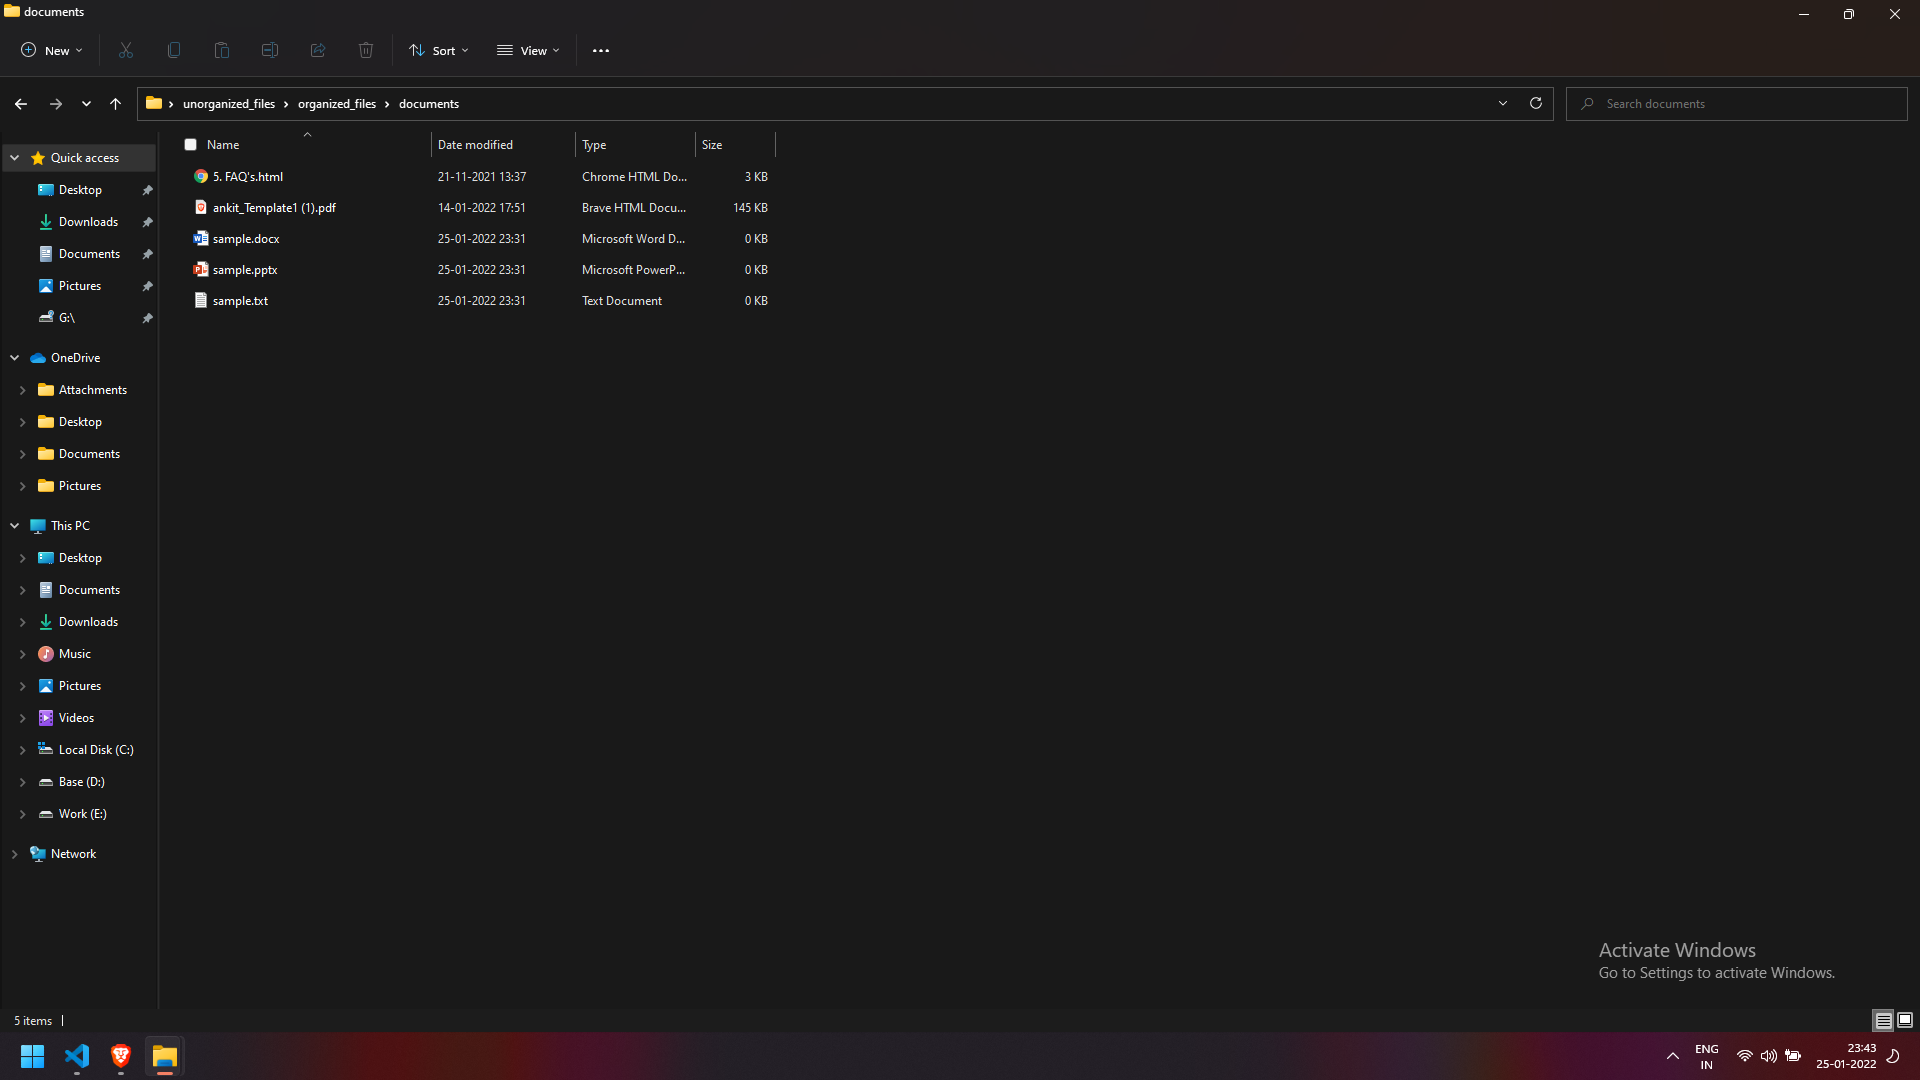 documents
New
Sort
View
unorganized_files
organized_files
documents
Search documents
Name Date modified Type Size
5. FAQ's.html 21-11-2021 13:37 Chrome HTML Do... 3 KB
ankit_Template1 (1).pdf 14-01-2022 17:51 Brave HTML Docu... 145 KB
sample.docx 25-01-2022 23:31 Microsoft Word D... 0 KB
sample.pptx 25-01-2022 23:31 Microsoft PowerP... 0 KB
sample.txt 25-01-2022 23:31 Text Document 0 KB
Quick access
Desktop
Downloads
Documents
Pictures
G:\
OneDrive
Attachments
Desktop
Documents
Pictures
This PC
Desktop
Documents
Downloads
Music
Pictures
Videos
Local Disk (C:)
Base (D:)
Work (E:)
Network
Activate Windows
Go to Settings to activate Windows.
5 items
ENG
IN
23:43
25-01-2022